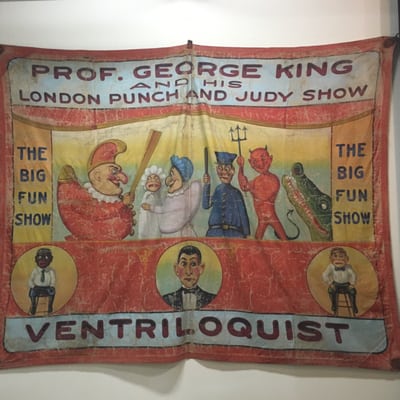 PROF. GEORGE KING
AND HIS
LONDON PUNCH AND JUDY SHOW
THE
BIG
FUN
SHOW
THE
BIG
FUN
SHOW
VENTRILOQUIST